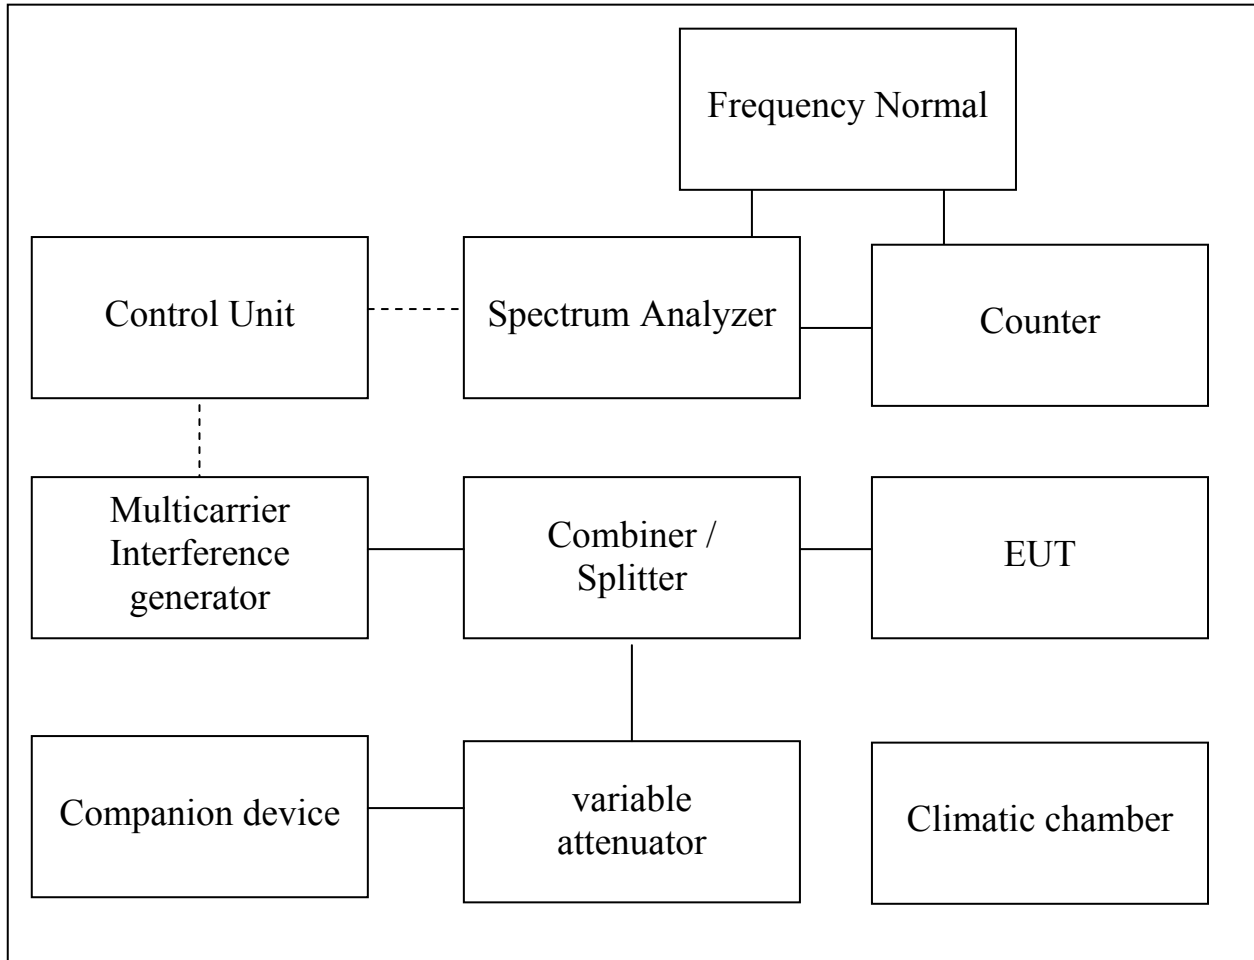 Frequency Normal
Control Unit
Spectrum Analyzer
Counter
Multicarrier
Interference
generator
Combiner /
Splitter
EUT
Companion device
variable
attenuator
Climatic chamber